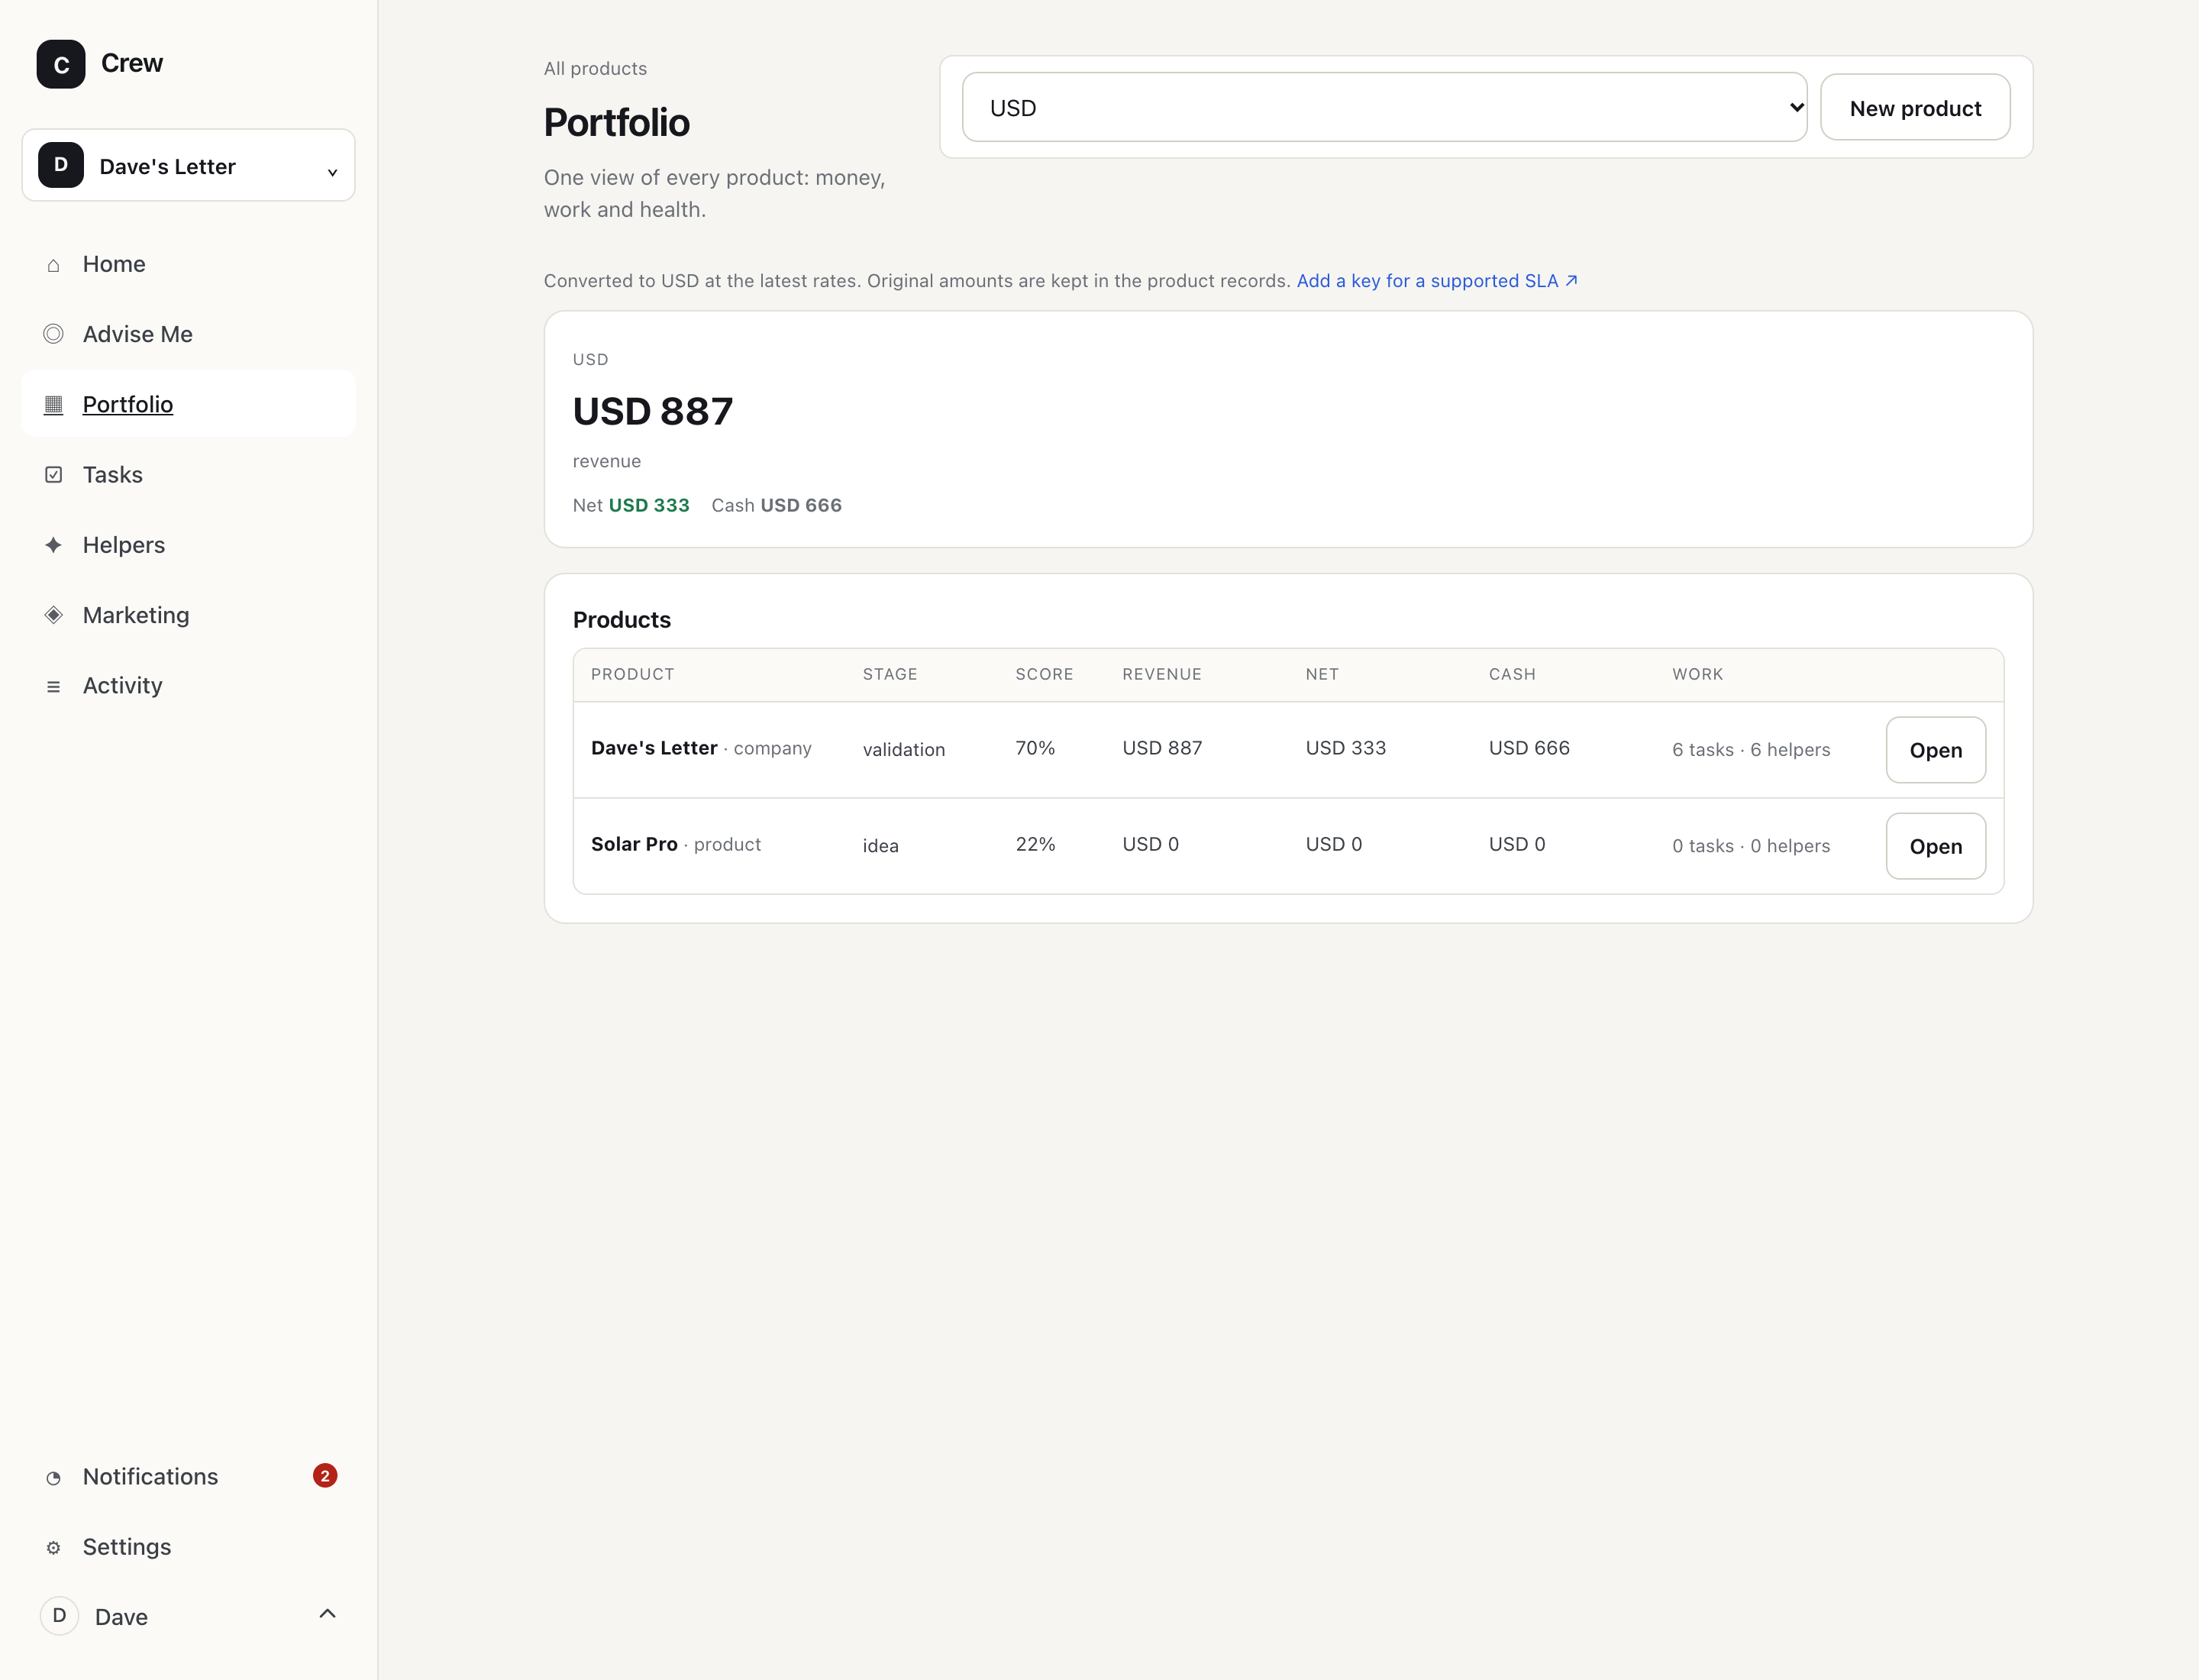 C Crew
D Dave's Letter
Home
Advise Me
Portfolio
Tasks
Helpers
Marketing
Activity
Notifications 2
Settings
D Dave
All products
Portfolio
One view of every product: money,
work and health.
USD
New product
Converted to USD at the latest rates. Original amounts are kept in the product records. Add a key for a supported SLA ↗
USD
USD 887
revenue
Net USD 333 Cash USD 666
Products
PRODUCT STAGE SCORE REVENUE NET CASH WORK
Dave's Letter · company validation 70% USD 887 USD 333 USD 666 6 tasks · 6 helpers Open
Solar Pro · product idea 22% USD 0 USD 0 USD 0 0 tasks · 0 helpers Open